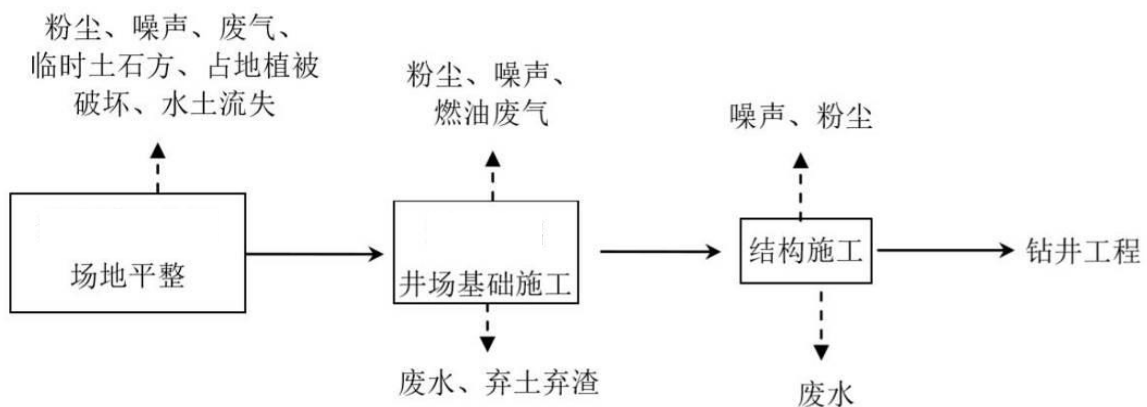 粉尘、噪声、废气、
临时土石方、占地植被
破坏、水土流失
粉尘、噪声、
燃油废气
噪声、粉尘
场地平整
井场基础施工
结构施工
钻井工程
废水、弃土弃渣
废水